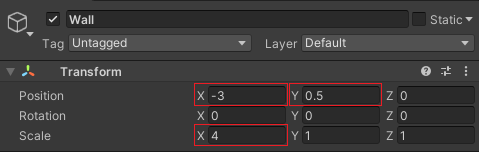 Wall Static
Tag Untagged Layer Default
Transform
Position X -3 Y 0.5 Z 0
Rotation X 0 Y 0 Z 0
Scale X 4 Y 1 Z 1